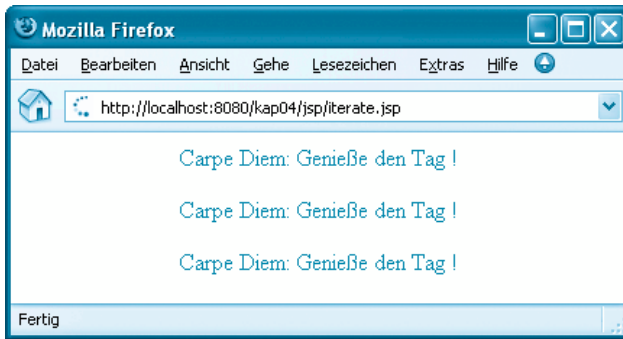 Mozilla Firefox
Datei Bearbeiten Ansicht Gehe Lesezeichen Extras Hilfe
http://localhost:8080/kap04/jsp/iterate.jsp
Carpe Diem: Genieße den Tag !
Carpe Diem: Genieße den Tag !
Carpe Diem: Genieße den Tag !
Fertig